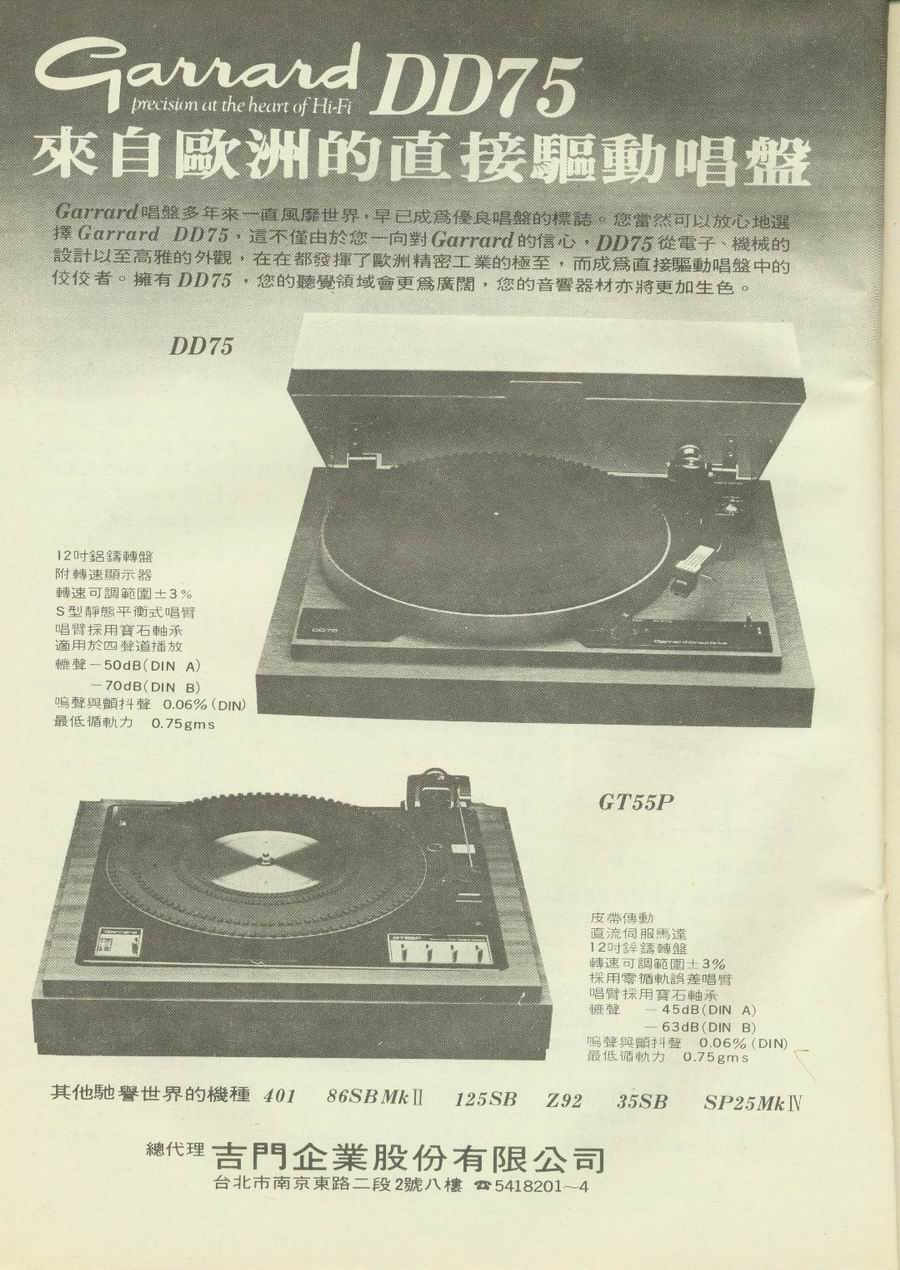 Garrard DD75
precision at the heart of Hi-Fi
來自歐洲的直接驅動唱盤
Garrard唱盤多年來一直風靡世界，早已成爲優良唱盤的標誌。您當然可以放心地選
擇 Garrard DD75，這不僅由於您一向對Garrard的信心，DD75從電子、機械的
設計以至高雅的外觀，在在都發揮了歐洲精密工業的極至，而成爲直接驅動唱盤中的
佼佼者。擁有 DD75，您的聽覺領域會更爲廣闊，您的音響器材亦將更加生色。
DD75
12吋鋁鑄轉盤
附轉速顯示器
轉速可調範圍±3%
S型靜態平衡式唱臂
唱臂採用寶石軸承
適用於四聲道播放
轆聲－50dB(DIN A)
－70dB(DIN B)
嗚聲與顫抖聲 0.06%(DIN)
最低循軌力 0.75gms
DD75
GT55P
Garrard
GT55P
皮帶傳動
直流伺服馬達
12吋鋅鑄轉盤
轉速可調範圍±3%
採用零循軌誤差唱臂
唱臂採用寶石軸承
轆聲 －45dB(DIN A)
－63dB(DIN B)
嗚聲與顫抖聲 0.06%(DIN)
最低循軌力 0.75gms
其他馳譽世界的機種 401 86SB MkⅡ 125SB Z92 35SB SP25MkⅣ
總代理 吉門企業股份有限公司
台北市南京東路二段2號八樓 ☎5418201～4